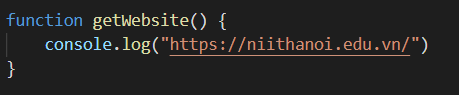 function getWebsite() {
    console.log("https://niithanoi.edu.vn/")
}